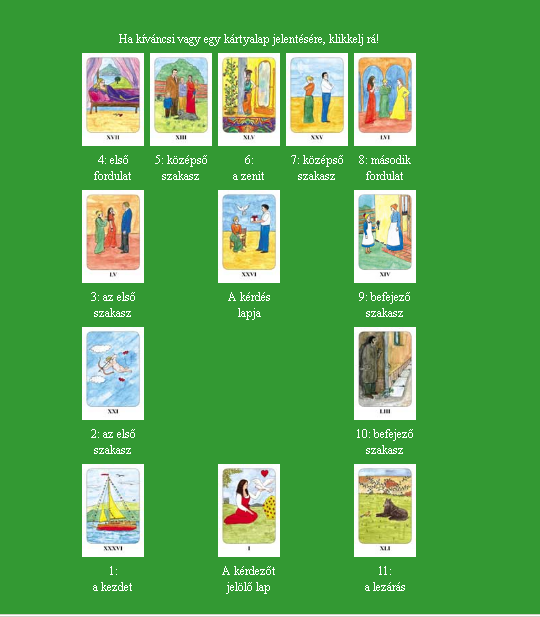 Ha kíváncsi vagy egy kártyalap jelentésére, klikkelj rá!
XVII
XIII
XLV
XXV
LVI
4: első
fordulat
5: középső
szakasz
6:
a zenit
7: középső
szakasz
8: második
fordulat
LV
XXVI
XIV
3: az első
szakasz
A kérdés
lapja
9: befejező
szakasz
XXI
LIII
2: az első
szakasz
10: befejező
szakasz
XXXVI
I
XLI
1:
a kezdet
A kérdezőt
jelölő lap
11:
a lezárás